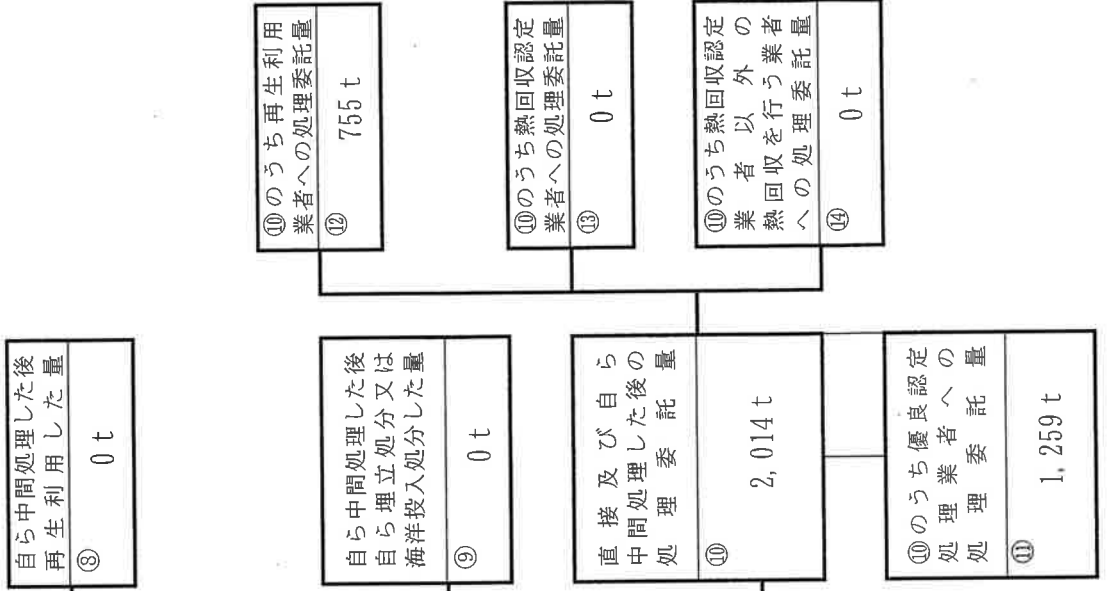 自ら中間処理した後
再生利用した量
⑧
0 t
自ら中間処理した後
自ら埋立処分又は
海洋投入処分した量
⑨
0 t
直接及び自ら
中間処理した後の
処理委託量
⑩
2,014 t
⑩のうち優良認定
処理業者への
処理委託量
⑪
1,259 t
⑩のうち再生利用
業者への処理委託量
⑫
755 t
⑩のうち熱回収認定
業者への処理委託量
⑬
0 t
⑩のうち熱回収認定
業者以外の
熱回収を行う業者
への処理委託量
⑭
0 t